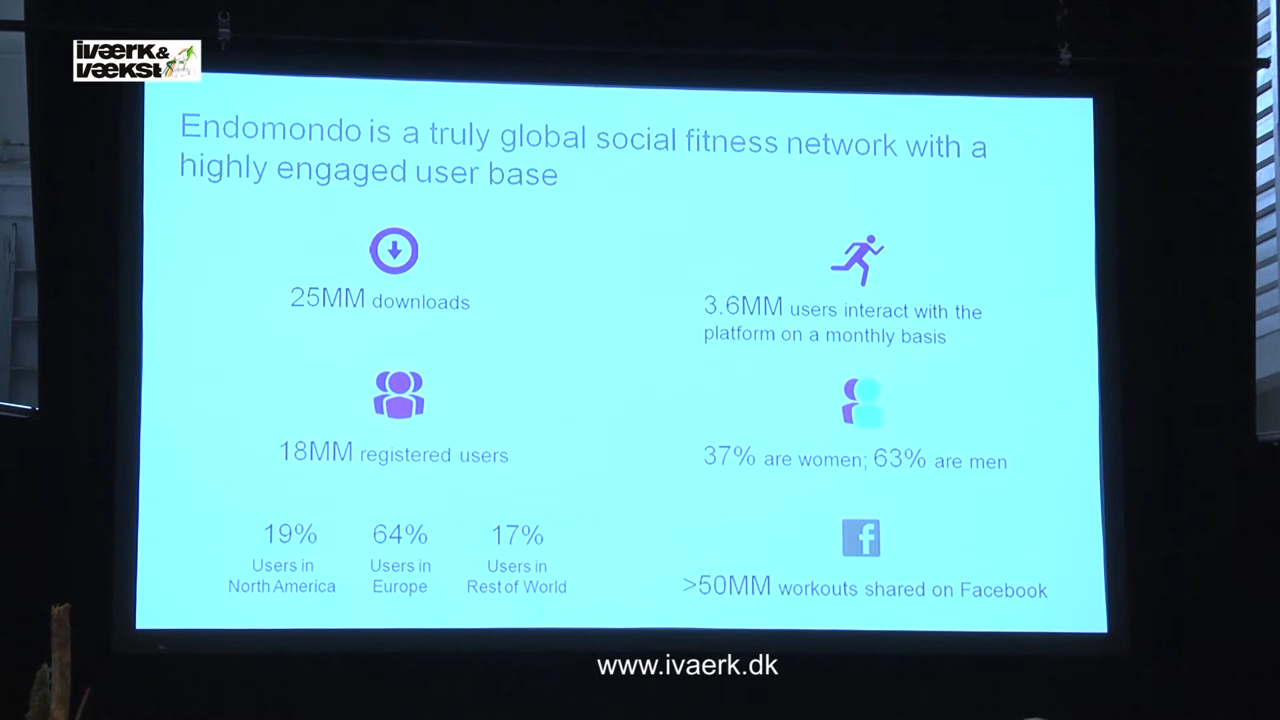 iværk&
vækst
Endomondo is a truly global social fitness network with a
highly engaged user base
25MM downloads
3.6MM users interact with the
platform on a monthly basis
18MM registered users
37% are women; 63% are men
19%
Users in
North America
64%
Users in
Europe
17%
Users in
Rest of World
f
>50MM workouts shared on Facebook
www.ivaerk.dk